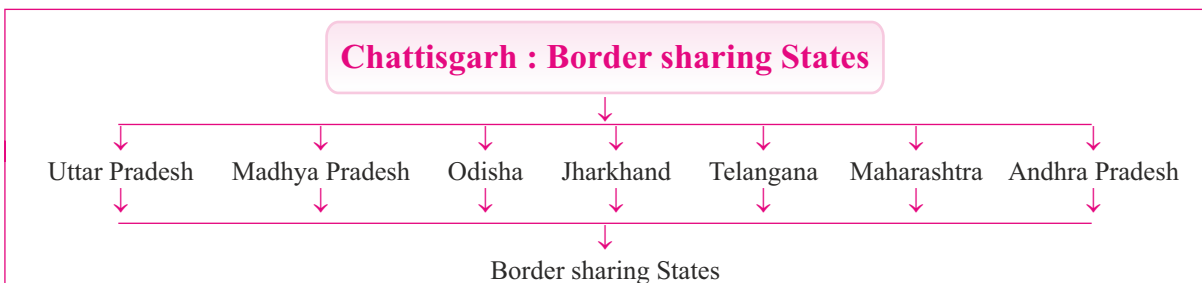 Chattisgarh : Border sharing States
Uttar Pradesh Madhya Pradesh Odisha Jharkhand Telangana Maharashtra Andhra Pradesh
Border sharing States